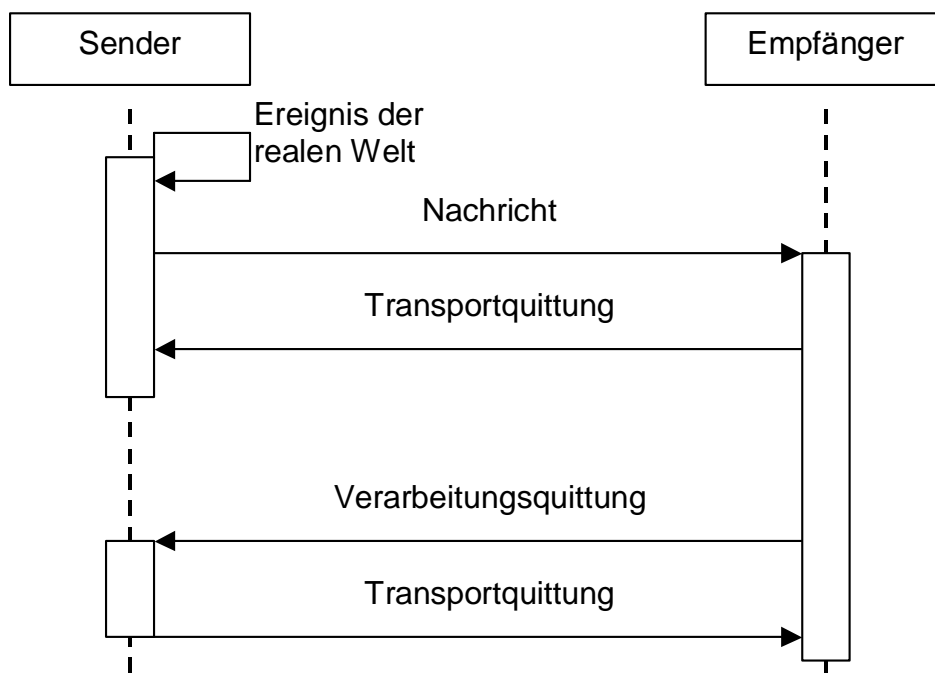 Sender
Empfänger
Ereignis der
realen Welt
Nachricht
Transportquittung
Verarbeitungsquittung
Transportquittung